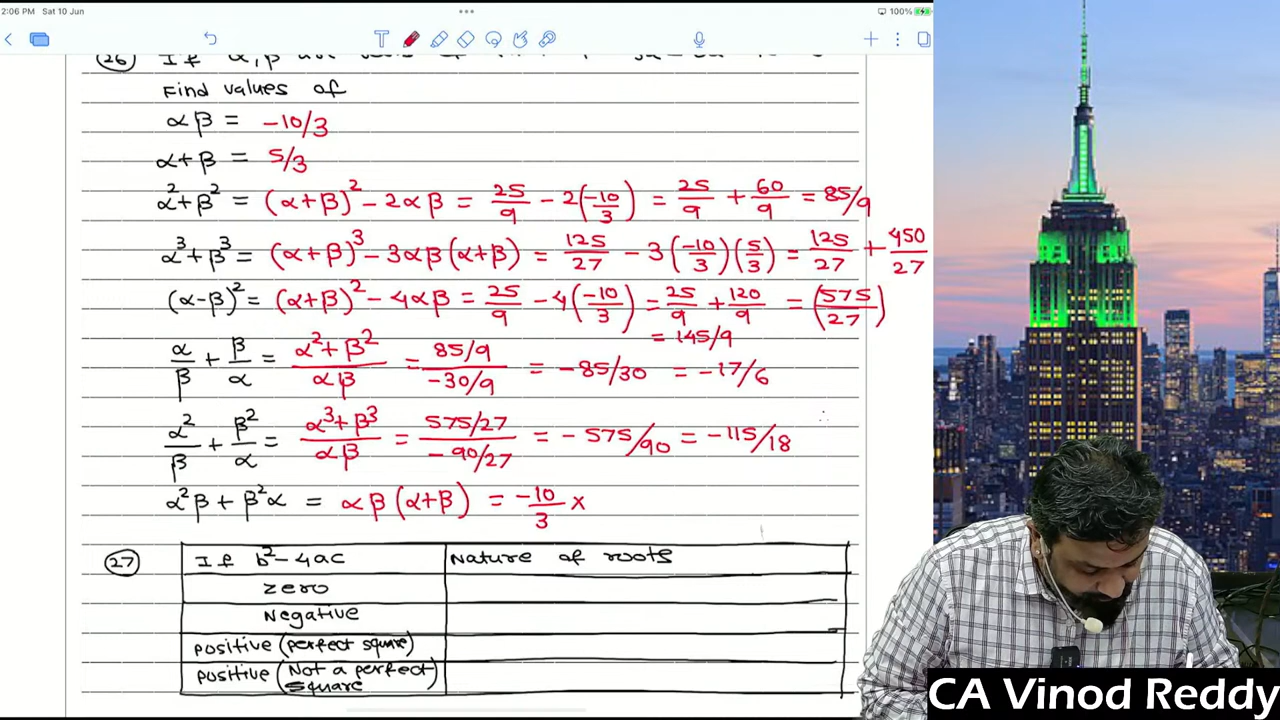 2:06 PM Sat 10 Jun
100%
26 If α, β are
Find values of
αβ = -10/3
α+β = 5/3
α²+β² = (α+β)² - 2αβ = 25/9 - 2(-10/3) = 25/9 + 60/9 = 85/9
α³+β³ = (α+β)³ - 3αβ(α+β) = 125/27 - 3(-10/3)(5/3) = 125/27 + 450/27
(α-β)² = (α+β)² - 4αβ = 25/9 - 4(-10/3) = 25/9 + 120/9 = (575/27)
= 145/9
α/β + β/α = α²+β²/αβ = 85/9/-30/9 = -85/30 = -17/6
α²/β + β²/α = α³+β³/αβ = 575/27/-90/27 = -575/90 = -115/18
α²β + β²α = αβ(α+β) = -10/3 x
27 If b²-4ac Nature of roots
zero
Negative
positive (perfect square)
positive (Not a perfect square)
CA Vinod Reddy